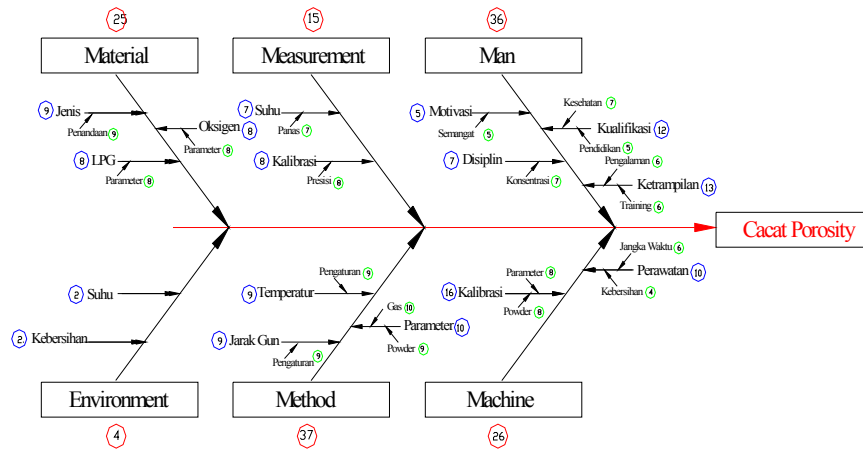 25
15
36
Material
Measurement
Man
9 Jenis
Penandaan 9
Oksigen 8
Parameter 8
8 LPG
Parameter 8
7 Suhu
Panas 7
8 Kalibrasi
Presisi 8
5 Motivasi
Semangat 5
Kesehatan 7
Kualifikasi 12
Pendidikan 5
7 Disiplin
Konsentrasi 7
Pengalaman 6
Ketrampilan 13
Training 6
Cacat Porosity
2 Suhu
2 Kebersihan
Pengaturan 9
9 Temperatur
Gas 10
Parameter 10
Powder 9
9 Jarak Gun
Pengaturan 9
Jangka Waktu 6
Perawatan 10
Kebersihan 4
Parameter 8
16 Kalibrasi
Powder 8
Environment
Method
Machine
4
37
26